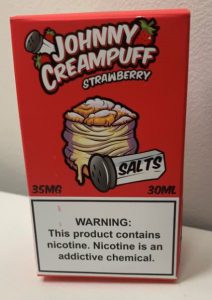 JOHNNY
CREAMPUFF
STRAWBERRY
SALTS
35MG 30ML
WARNING:
This product contains
nicotine. Nicotine is an
addictive chemical.